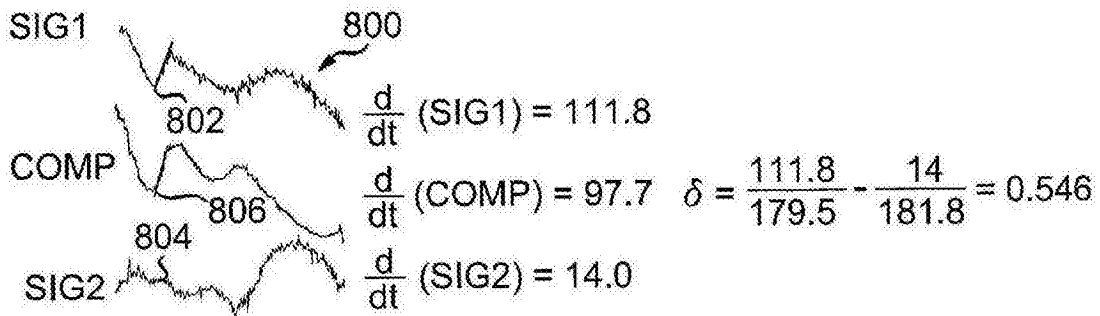 SIG1
800
802
d/dt (SIG1) = 111.8
COMP
806
d/dt (COMP) = 97.7
δ = 111.8/179.5 - 14/181.8 = 0.546
804
SIG2
d/dt (SIG2) = 14.0